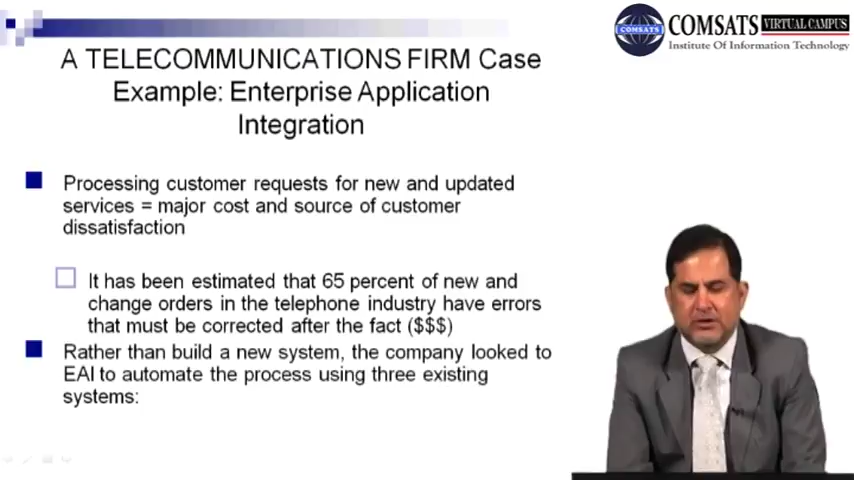 COMSATS VIRTUAL CAMPUS
COMSATS
Institute Of Information Technology
A TELECOMMUNICATIONS FIRM Case
Example: Enterprise Application
Integration
Processing customer requests for new and updated
services = major cost and source of customer
dissatisfaction
It has been estimated that 65 percent of new and
change orders in the telephone industry have errors
that must be corrected after the fact ($$$)
Rather than build a new system, the company looked to
EAI to automate the process using three existing
systems: